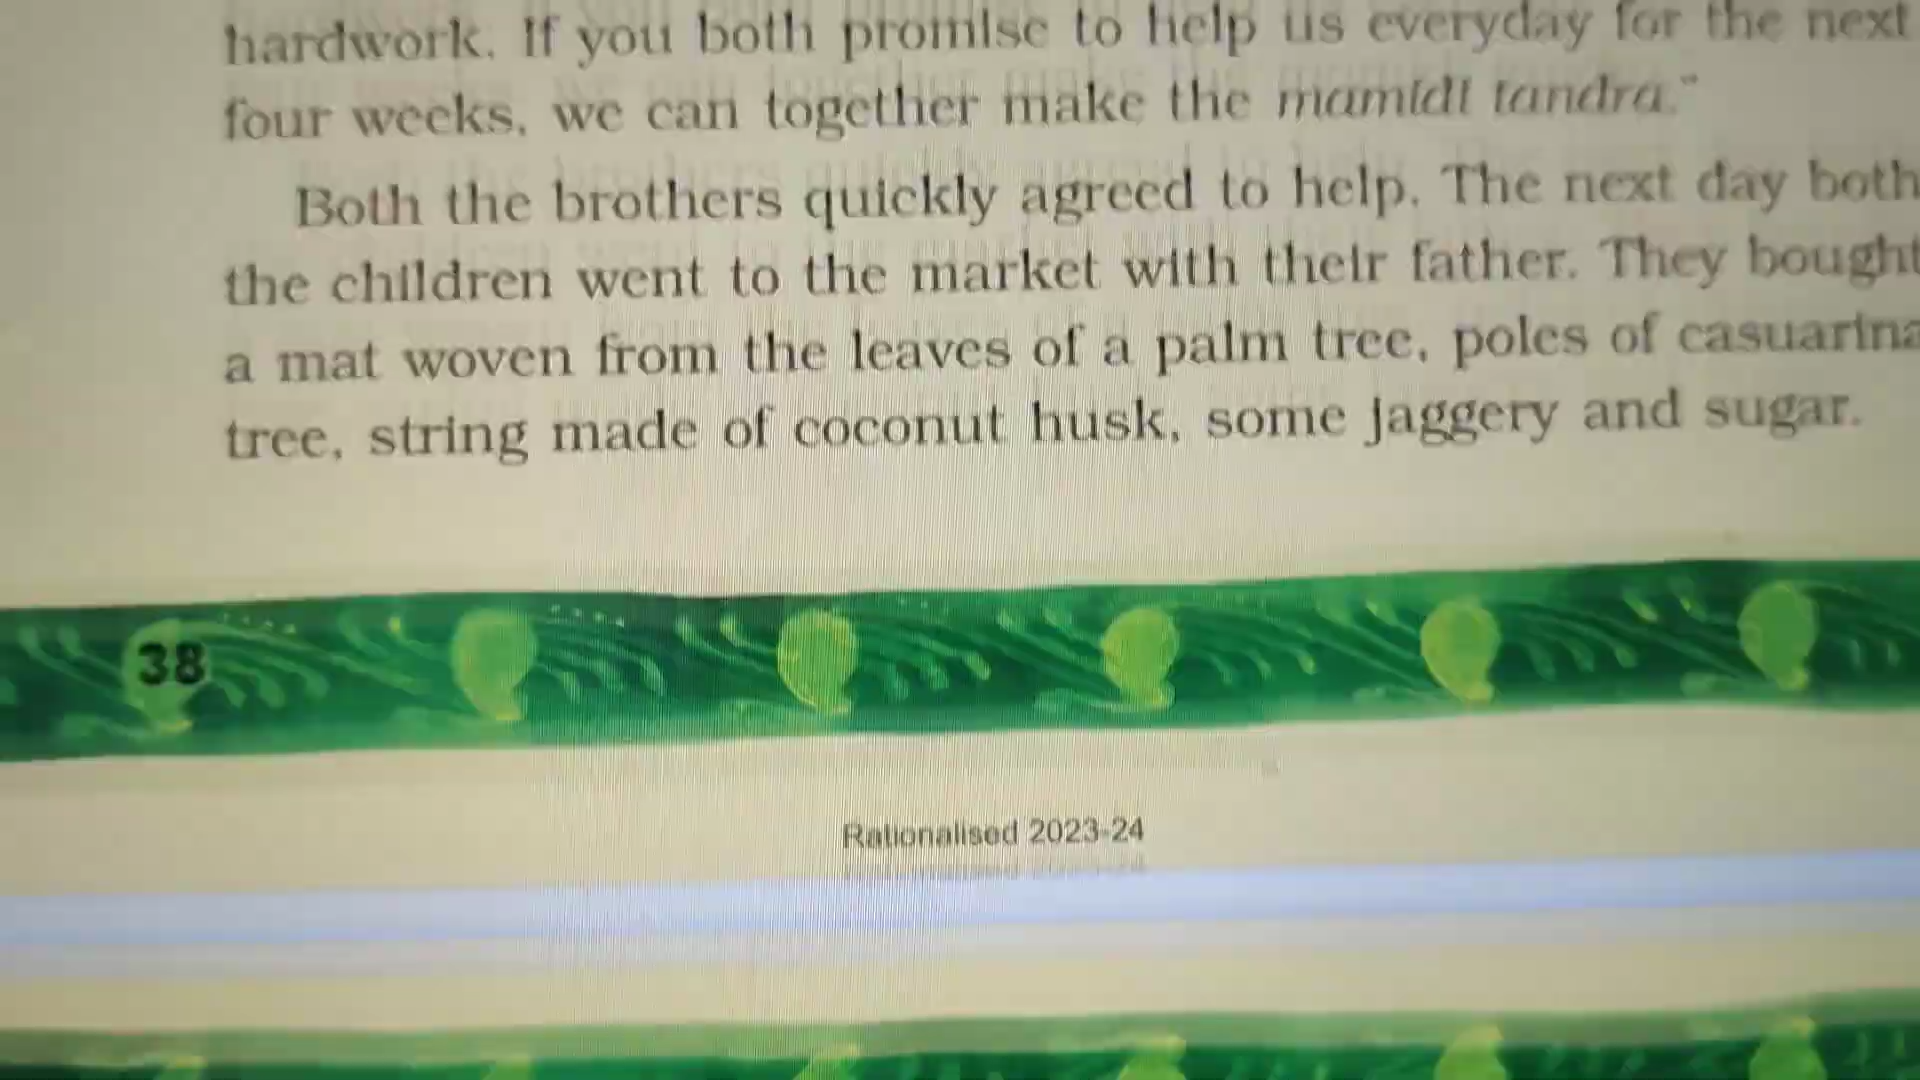 hardwork. If you both promise to help us everyday for the next
four weeks, we can together make the mamidi tandra."
Both the brothers quickly agreed to help. The next day both
the children went to the market with their father. They bought
a mat woven from the leaves of a palm tree, poles of casuarina
tree, string made of coconut husk, some jaggery and sugar.
38
Rationalised 2023-24